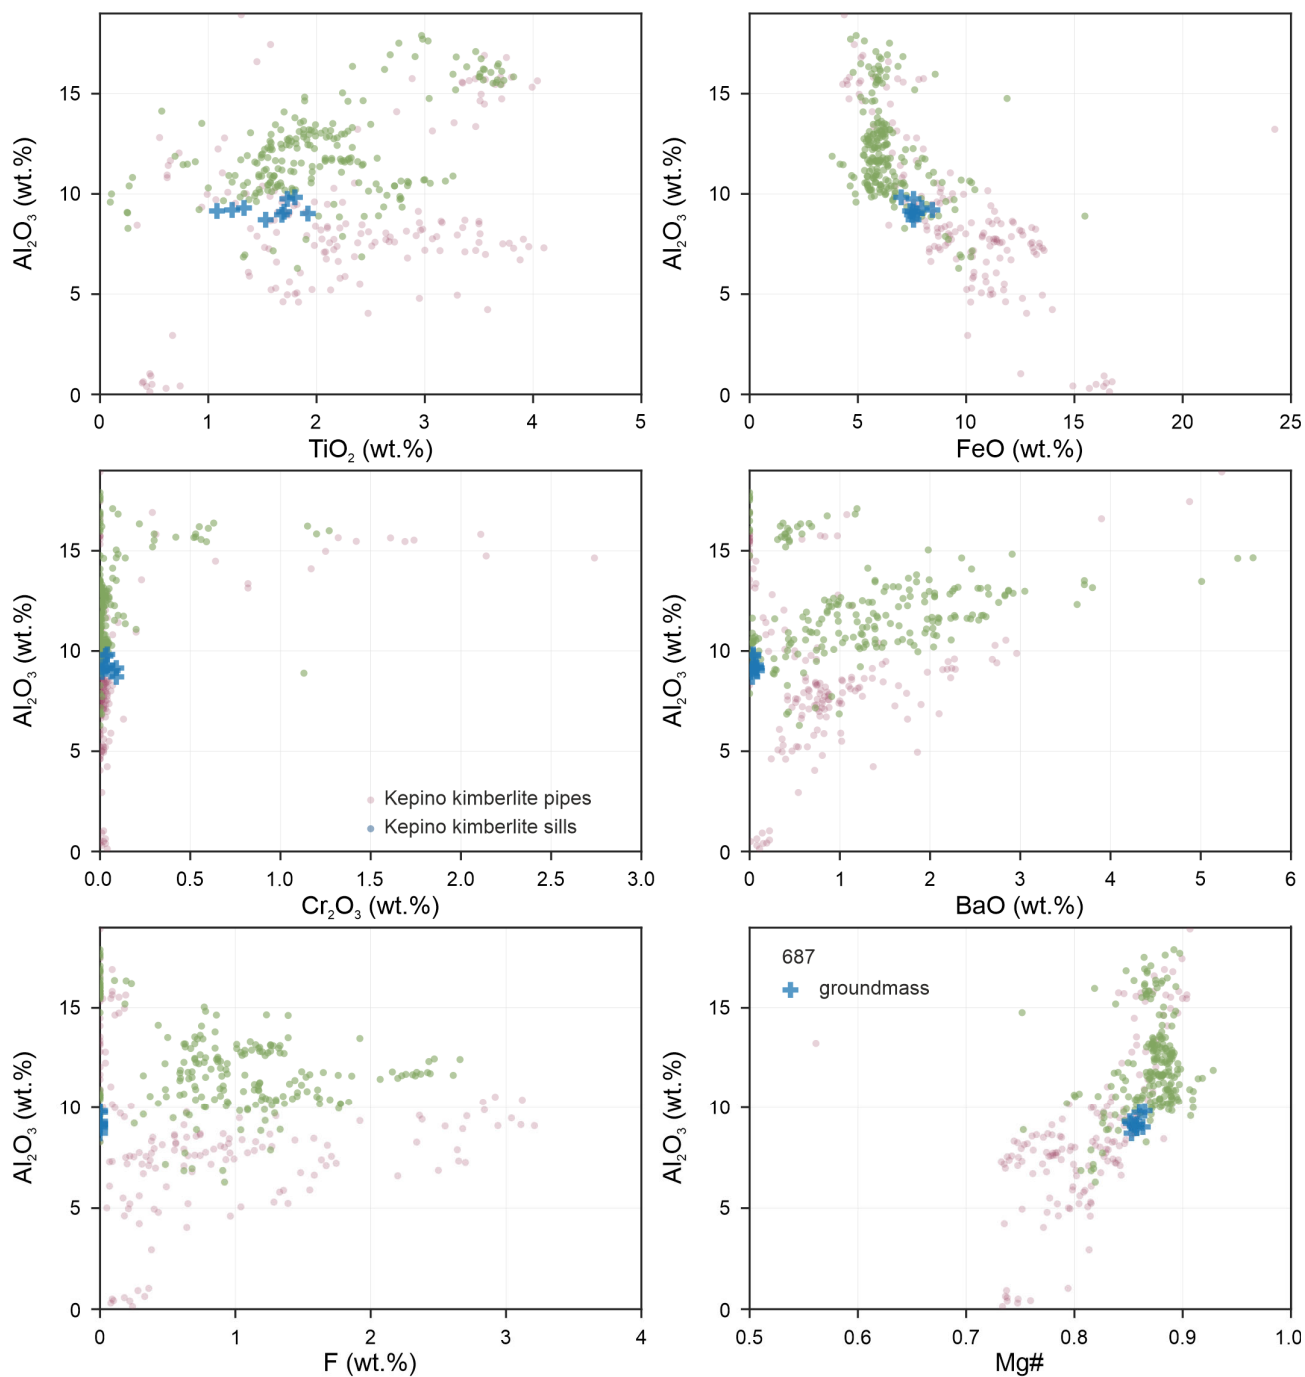 15
10
5
0
Al₂O₃ (wt.%)
0 1 2 3 4 5
TiO₂ (wt.%)
15
10
5
0
Al₂O₃ (wt.%)
0 5 10 15 20 25
FeO (wt.%)
15
10
5
0
Al₂O₃ (wt.%)
Kepino kimberlite pipes
Kepino kimberlite sills
0.0 0.5 1.0 1.5 2.0 2.5 3.0
Cr₂O₃ (wt.%)
15
10
5
0
Al₂O₃ (wt.%)
0 1 2 3 4 5 6
BaO (wt.%)
15
10
5
0
Al₂O₃ (wt.%)
0 1 2 3 4
F (wt.%)
687
groundmass
15
10
5
0
Al₂O₃ (wt.%)
0.5 0.6 0.7 0.8 0.9 1.0
Mg#